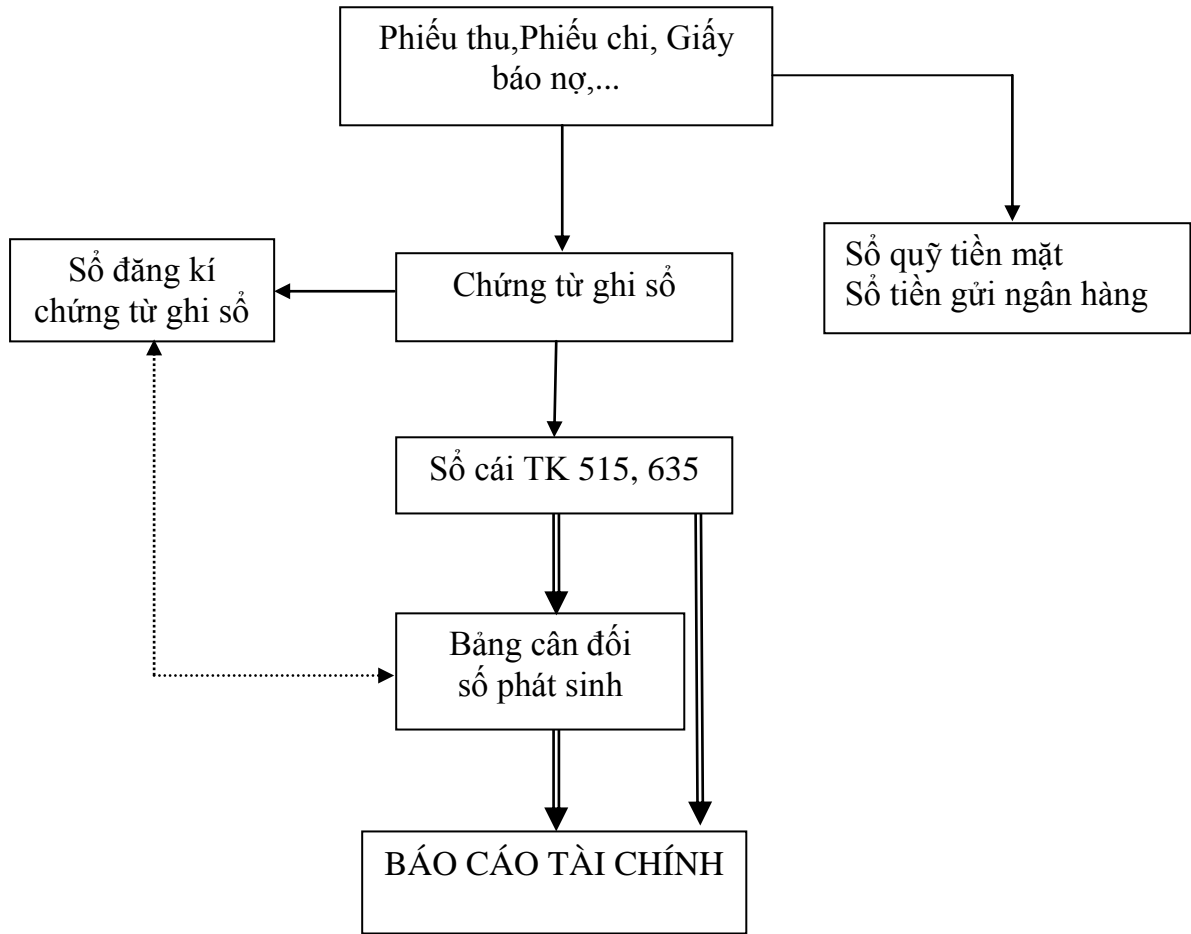 Phiếu thu,Phiếu chi, Giấy
báo nợ,...
Sổ đăng kí
chứng từ ghi sổ
Chứng từ ghi sổ
Sổ quỹ tiền mặt
Sổ tiền gửi ngân hàng
Sổ cái TK 515, 635
Bảng cân đối
số phát sinh
BÁO CÁO TÀI CHÍNH